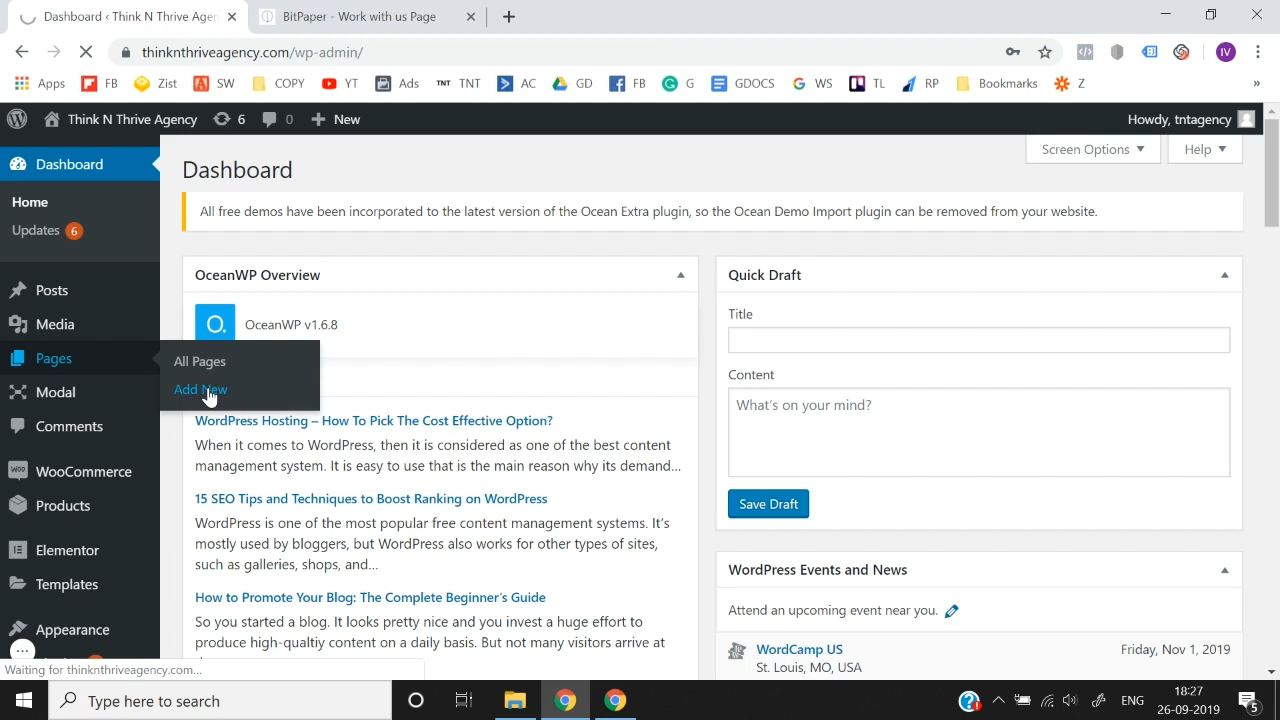 Dashboard ‹ Think N Thrive Agen
BitPaper - Work with us Page
thinknthriveagency.com/wp-admin/
IV
Apps FB Zist SW COPY YT Ads TNT TNT AC GD FB G GDOCS WS TL RP Bookmarks Z »
Think N Thrive Agency 6 0 New Howdy, tntagency
Dashboard
Home
Updates 6
Posts
Media
Pages
Modal
Comments
WooCommerce
Products
Elementor
Templates
Appearance
All Pages
Add New
Screen Options Help
Dashboard
All free demos have been incorporated to the latest version of the Ocean Extra plugin, so the Ocean Demo Import plugin can be removed from your website.
OceanWP Overview
O. OceanWP v1.6.8
WordPress Hosting – How To Pick The Cost Effective Option?
When it comes to WordPress, then it is considered as one of the best content
management system. It is easy to use that is the main reason why its demand…
15 SEO Tips and Techniques to Boost Ranking on WordPress
WordPress is one of the most popular free content management systems. It’s
mostly used by bloggers, but WordPress also works for other types of sites,
such as galleries, shops, and…
How to Promote Your Blog: The Complete Beginner’s Guide
So you started a blog. It looks pretty nice and you invest a huge effort to
produce high-qualtiy content on a daily basis. But not many visitors arrive at
Quick Draft
Title
Content
What’s on your mind?
Save Draft
WordPress Events and News
Attend an upcoming event near you.
WordCamp US Friday, Nov 1, 2019
St. Louis, MO, USA
Waiting for thinknthriveagency.com...
Type here to search
ENG
18:27
26-09-2019
5